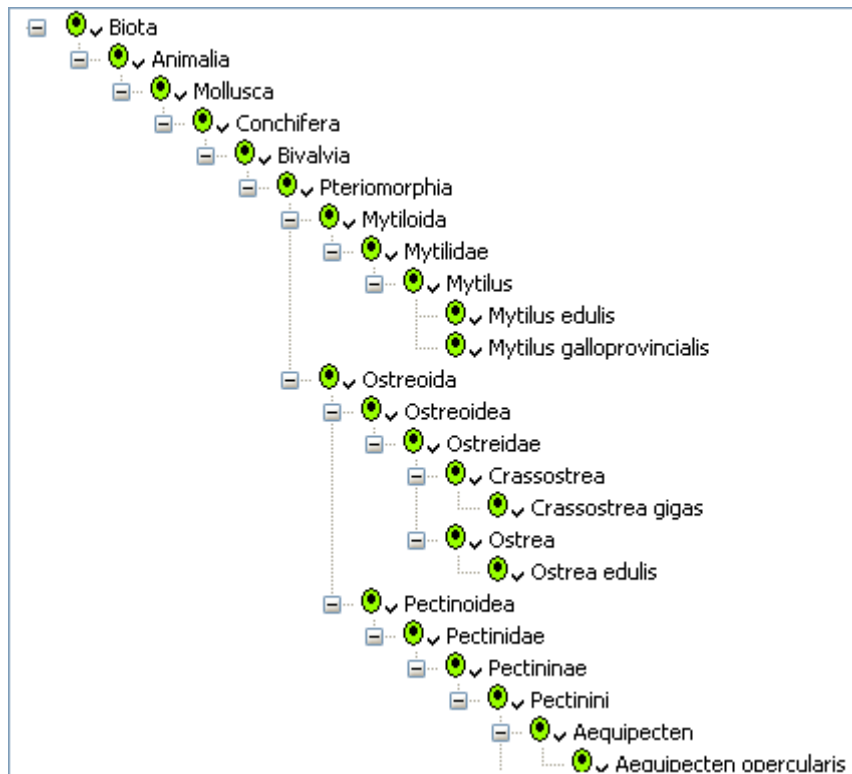 Biota
Animalia
Mollusca
Conchifera
Bivalvia
Pteriomorphia
Mytiloida
Mytilidae
Mytilus
Mytilus edulis
Mytilus galloprovincialis
Ostreoida
Ostreoidea
Ostreidae
Crassostrea
Crassostrea gigas
Ostrea
Ostrea edulis
Pectinoidea
Pectinidae
Pectininae
Pectinini
Aequipecten
Aequipecten opercularis